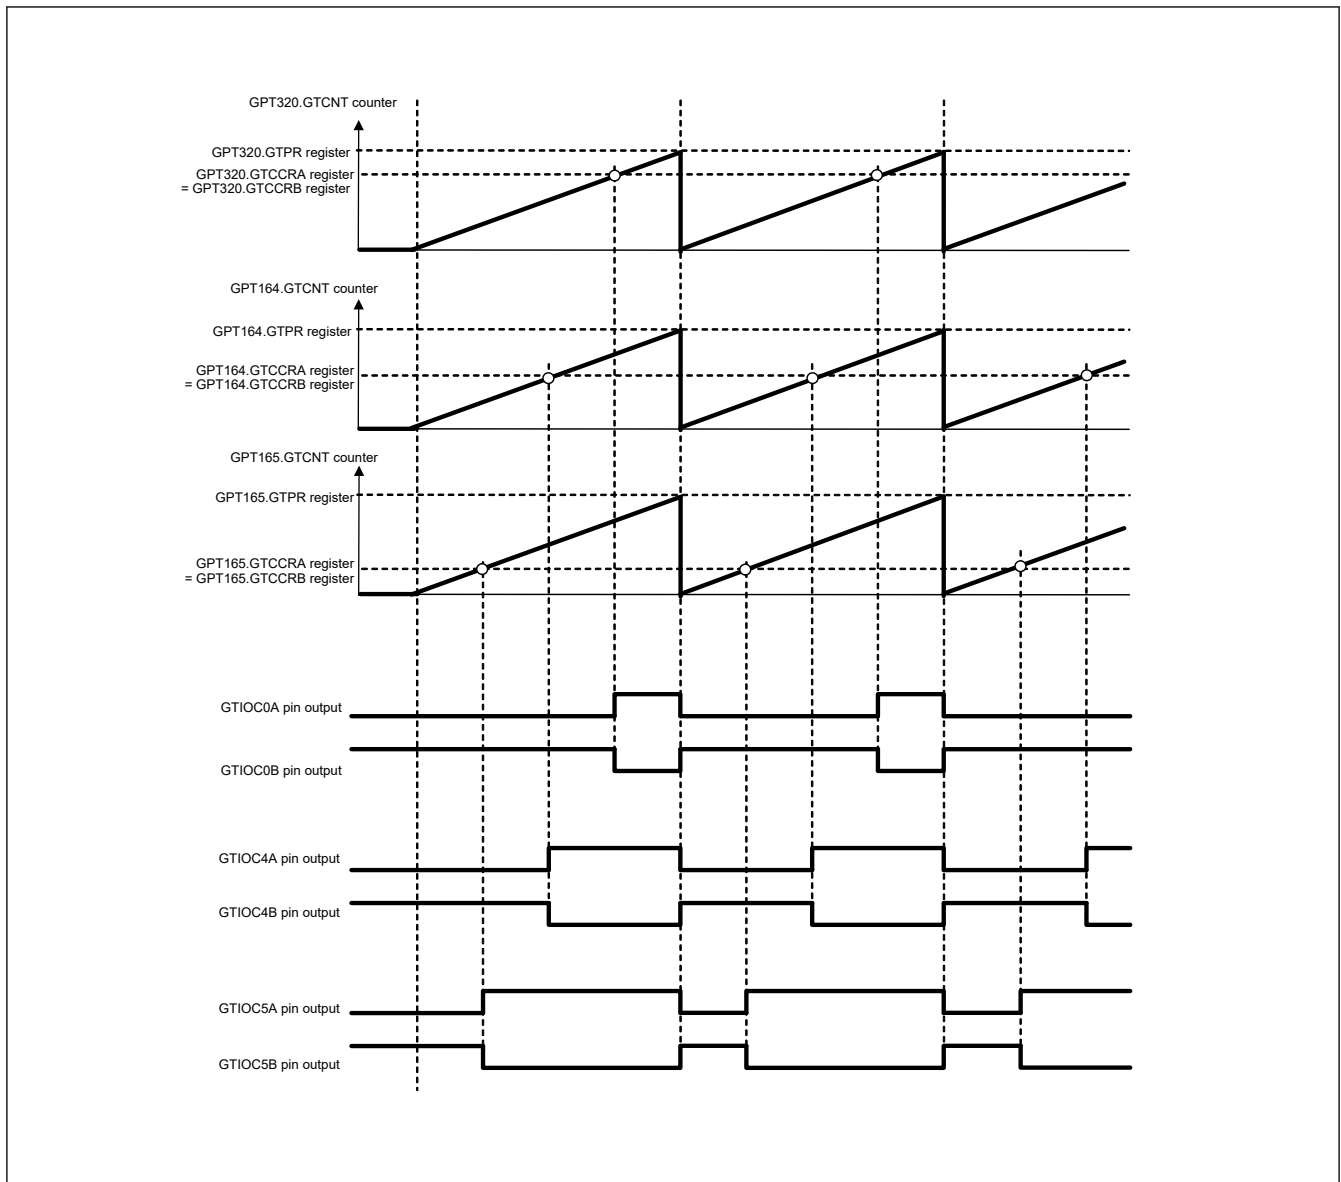 GPT320.GTCNT counter
GPT320.GTPR register
GPT320.GTCCRA register
= GPT320.GTCCRB register
GPT164.GTCNT counter
GPT164.GTPR register
GPT164.GTCCRA register
= GPT164.GTCCRB register
GPT165.GTCNT counter
GPT165.GTPR register
GPT165.GTCCRA register
= GPT165.GTCCRB register
GTIOC0A pin output
GTIOC0B pin output
GTIOC4A pin output
GTIOC4B pin output
GTIOC5A pin output
GTIOC5B pin output